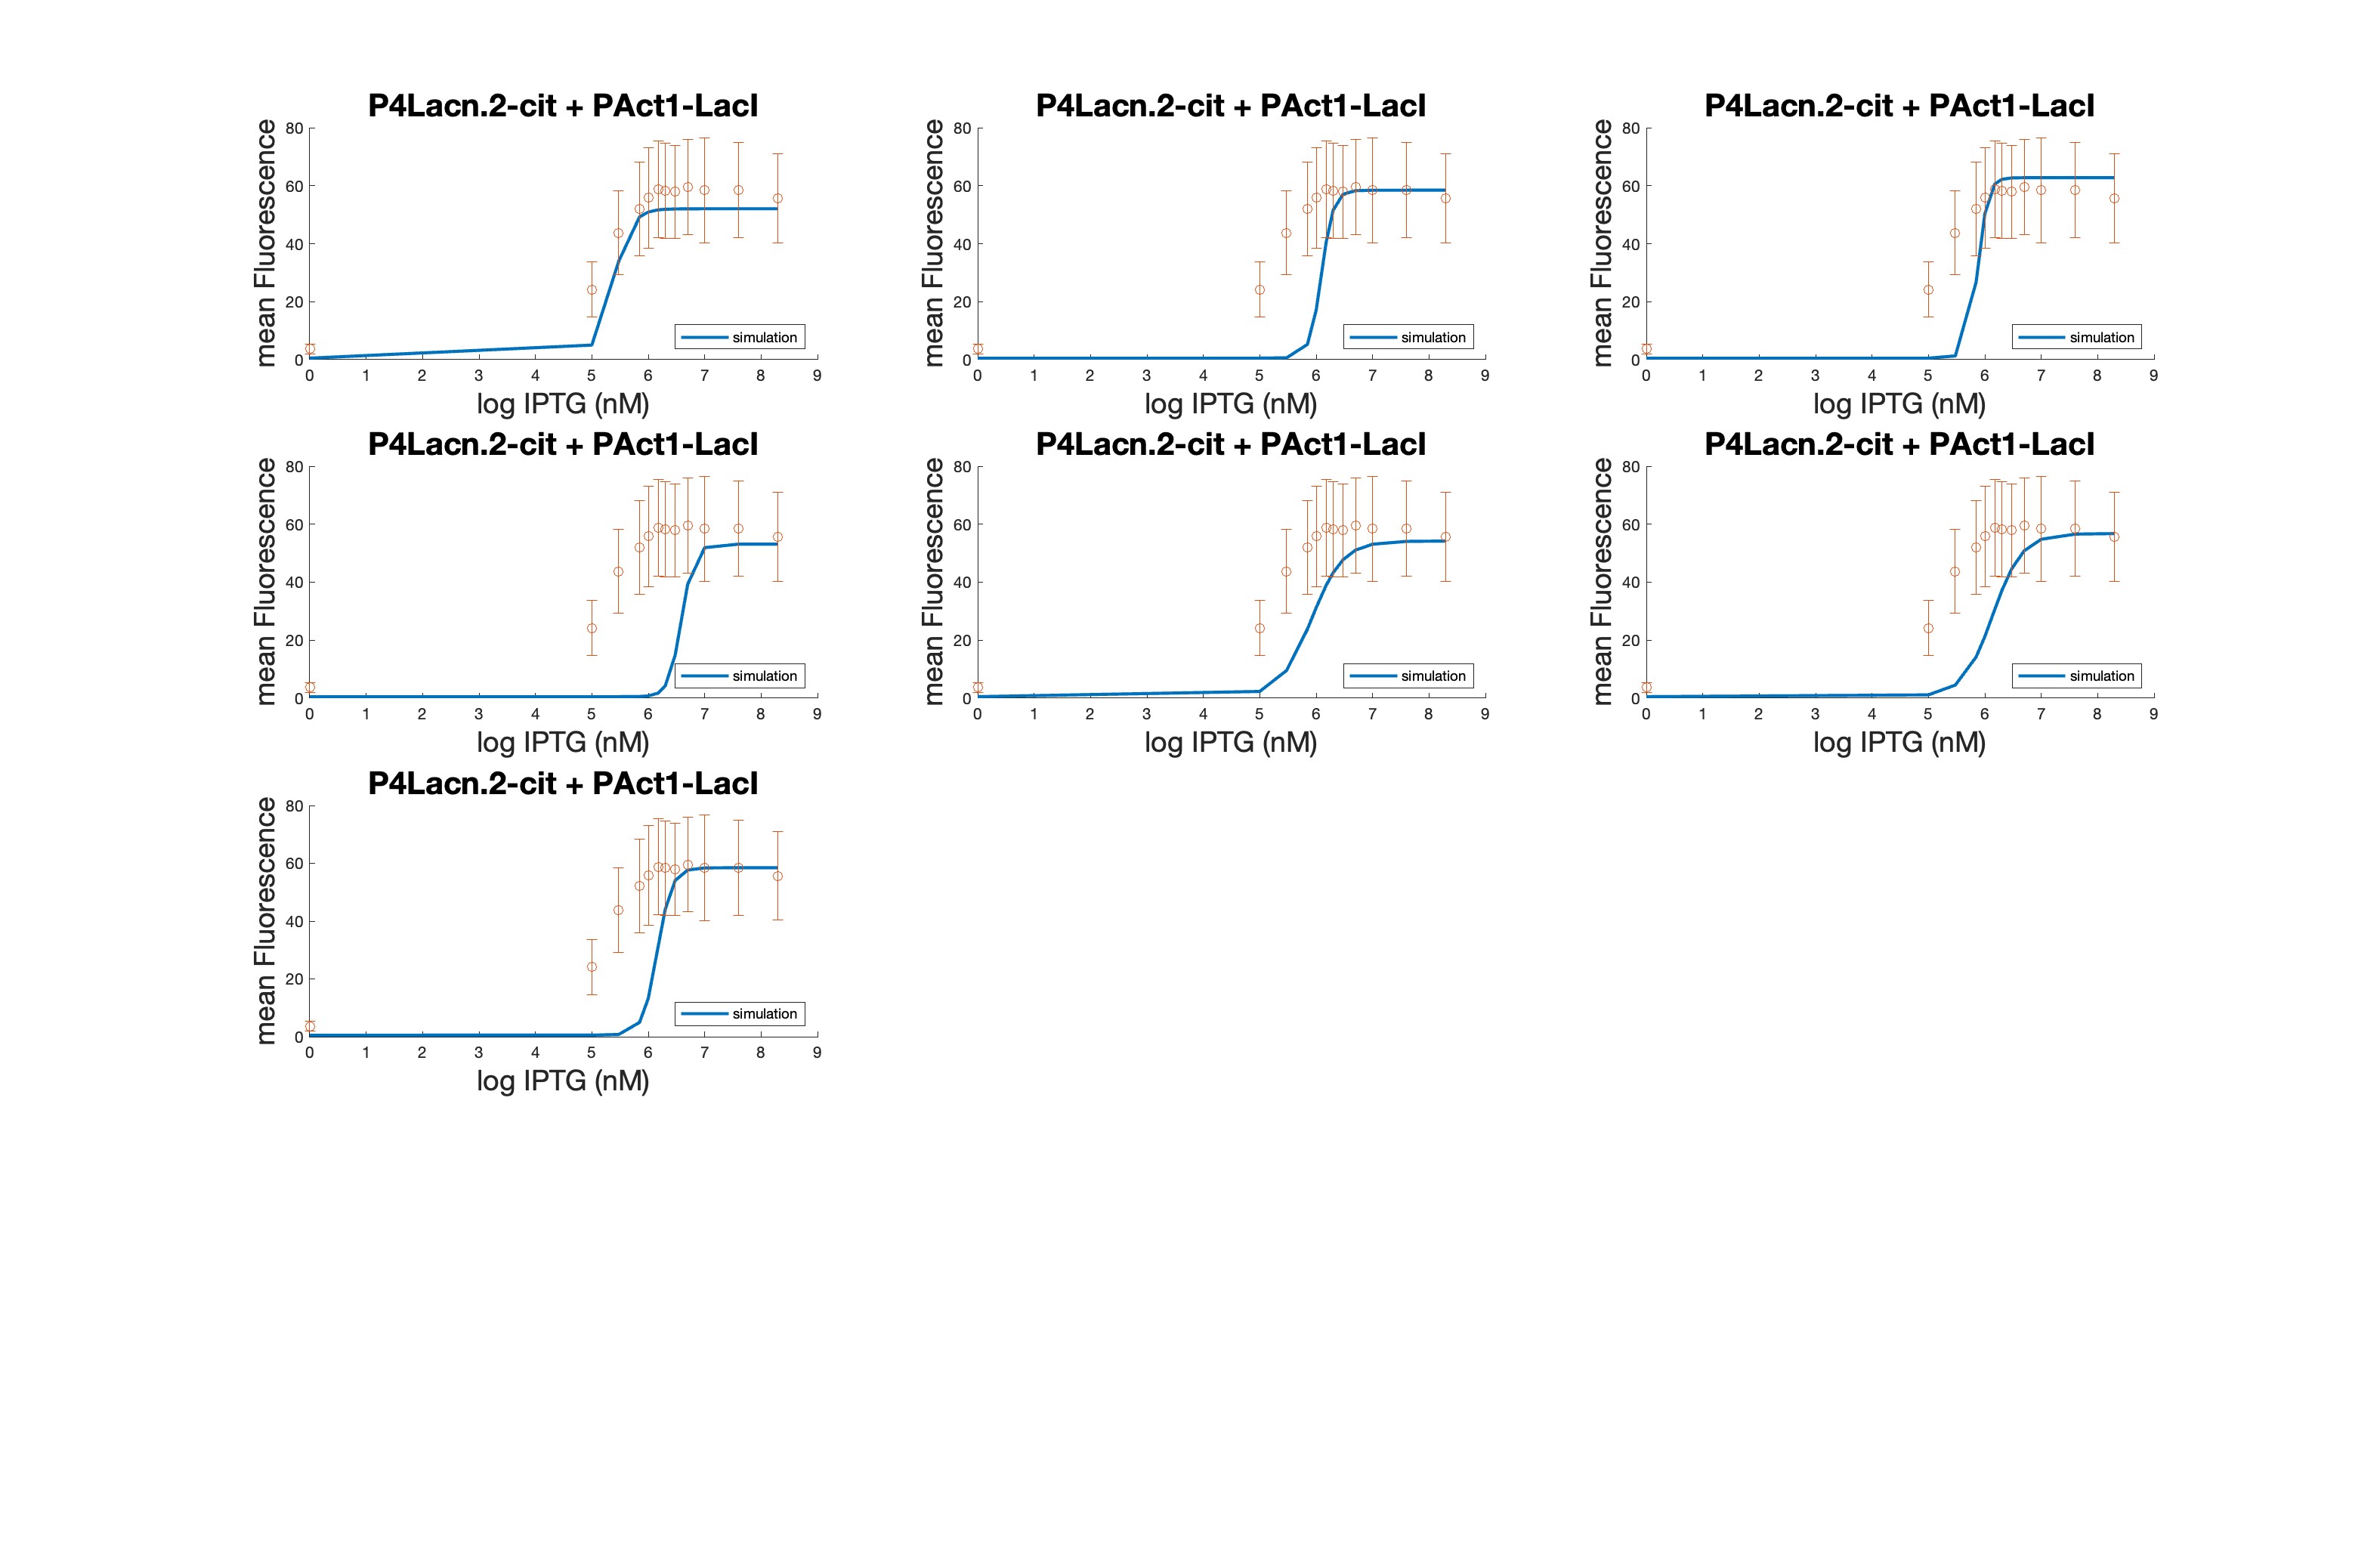 P4Lacn.2-cit + PAct1-LacI
mean Fluorescence
80
60
40
20
0
simulation
0 1 2 3 4 5 6 7 8 9
log IPTG (nM)
P4Lacn.2-cit + PAct1-LacI
mean Fluorescence
80
60
40
20
0
simulation
0 1 2 3 4 5 6 7 8 9
log IPTG (nM)
P4Lacn.2-cit + PAct1-LacI
mean Fluorescence
80
60
40
20
0
simulation
0 1 2 3 4 5 6 7 8 9
log IPTG (nM)
P4Lacn.2-cit + PAct1-LacI
mean Fluorescence
80
60
40
20
0
simulation
0 1 2 3 4 5 6 7 8 9
log IPTG (nM)
P4Lacn.2-cit + PAct1-LacI
mean Fluorescence
80
60
40
20
0
simulation
0 1 2 3 4 5 6 7 8 9
log IPTG (nM)
P4Lacn.2-cit + PAct1-LacI
mean Fluorescence
80
60
40
20
0
simulation
0 1 2 3 4 5 6 7 8 9
log IPTG (nM)
P4Lacn.2-cit + PAct1-LacI
mean Fluorescence
80
60
40
20
0
simulation
0 1 2 3 4 5 6 7 8 9
log IPTG (nM)